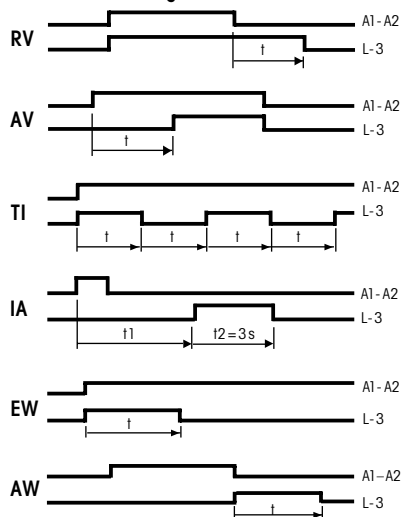 A1-A2
RV
t
L-3
A1-A2
AV
L-3
t
A1-A2
TI
L-3
t t t t
A1-A2
IA
L-3
t1 t2=3s
A1-A2
EW
t
L-3
A1-A2
AW
t
L-3